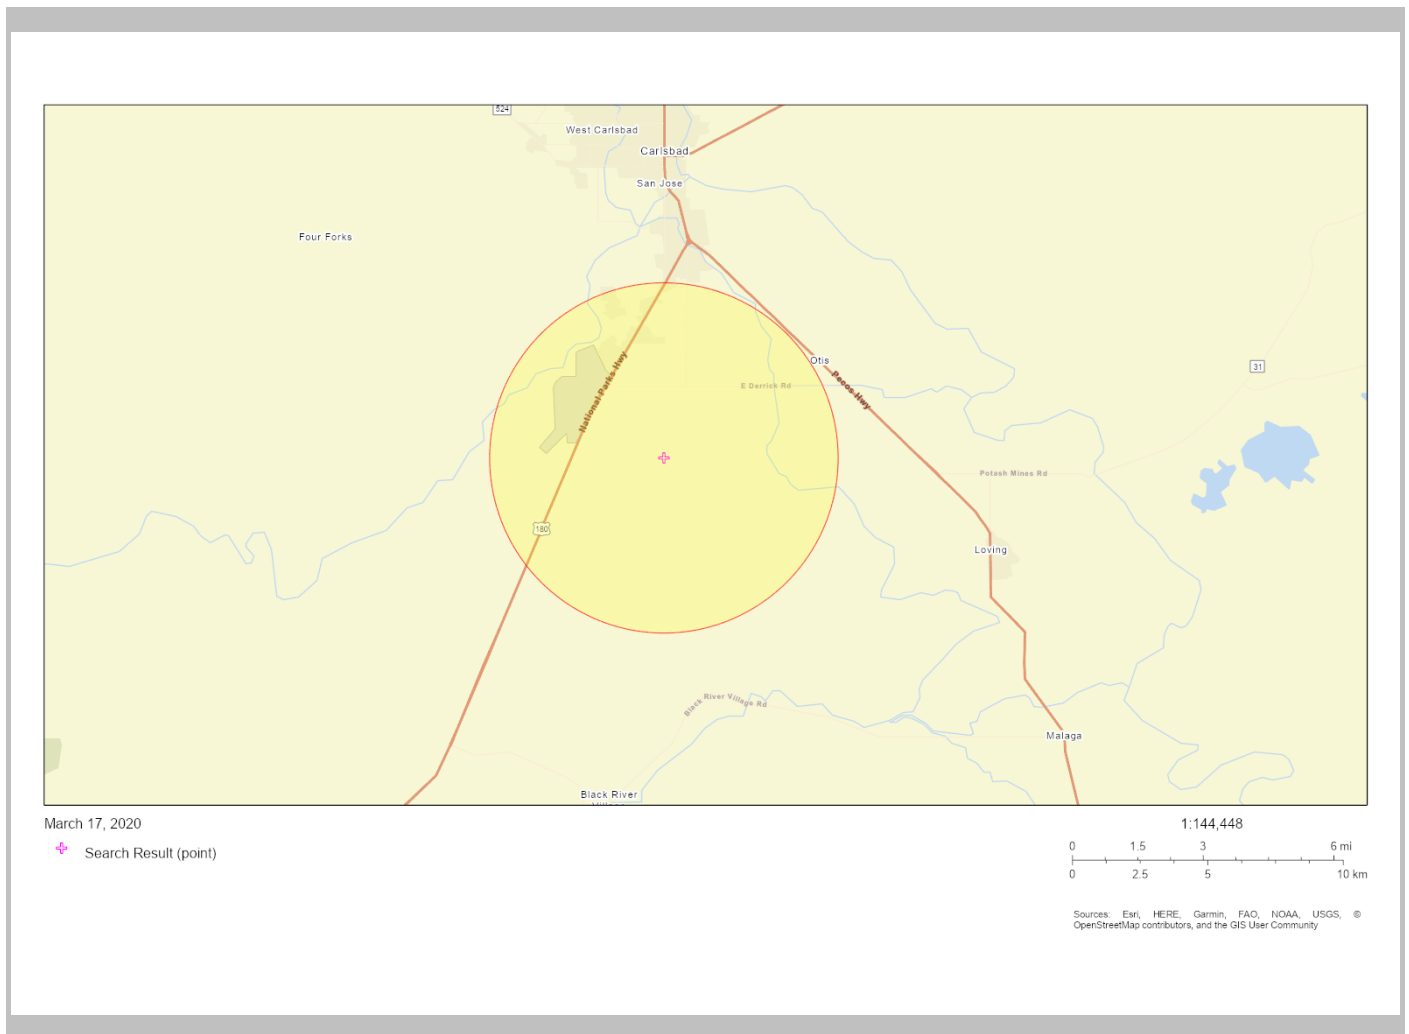 524
West Carlsbad
Carlsbad
San Jose
Four Forks
National Parks Hwy
Otis
31
E Derrick Rd
Pecos Hwy
Potash Mines Rd
180
Loving
Black River Village Rd
Malaga
Black River
March 17, 2020
1:144,448
Search Result (point)
0 1.5 3 6 mi
0 2.5 5 10 km
Sources: Esri, HERE, Garmin, FAO, NOAA, USGS, ©
OpenStreetMap contributors, and the GIS User Community